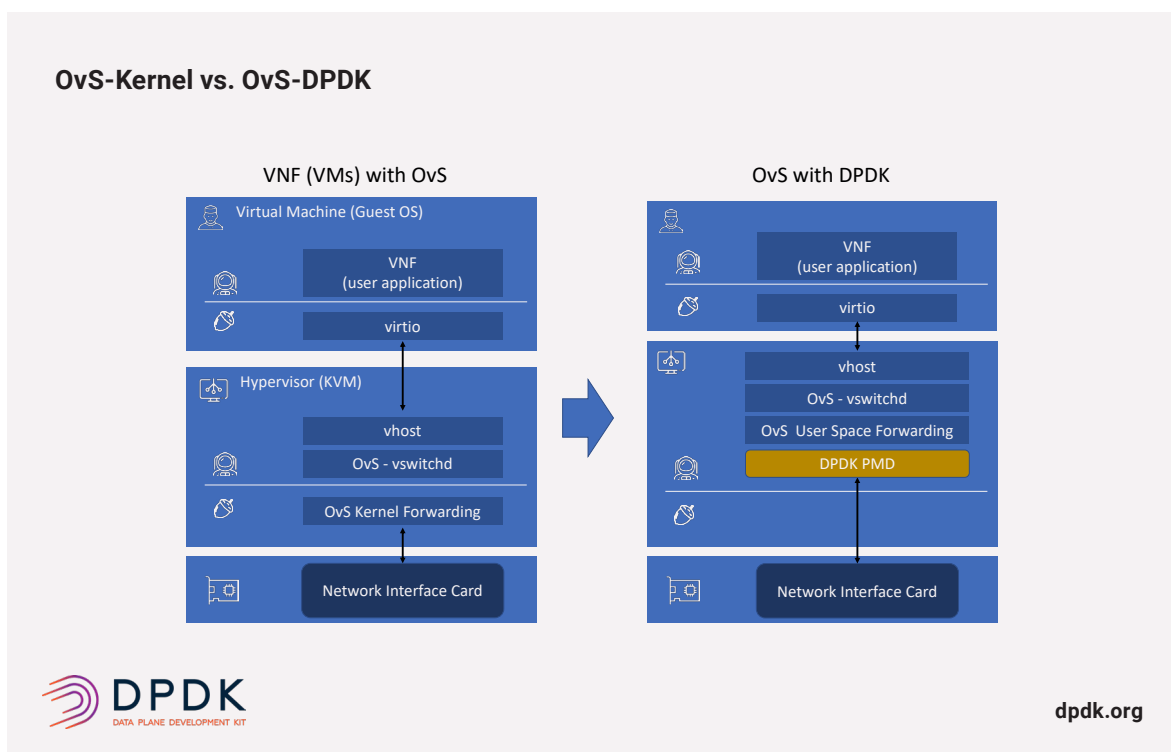 OvS-Kernel vs. OvS-DPDK
VNF (VMs) with OvS
Virtual Machine (Guest OS)
VNF
(user application)
virtio
Hypervisor (KVM)
vhost
OvS - vswitchd
OvS Kernel Forwarding
Network Interface Card
OvS with DPDK
VNF
(user application)
virtio
vhost
OvS - vswitchd
OvS User Space Forwarding
DPDK PMD
Network Interface Card
DPDK
DATA PLANE DEVELOPMENT KIT
dpdk.org